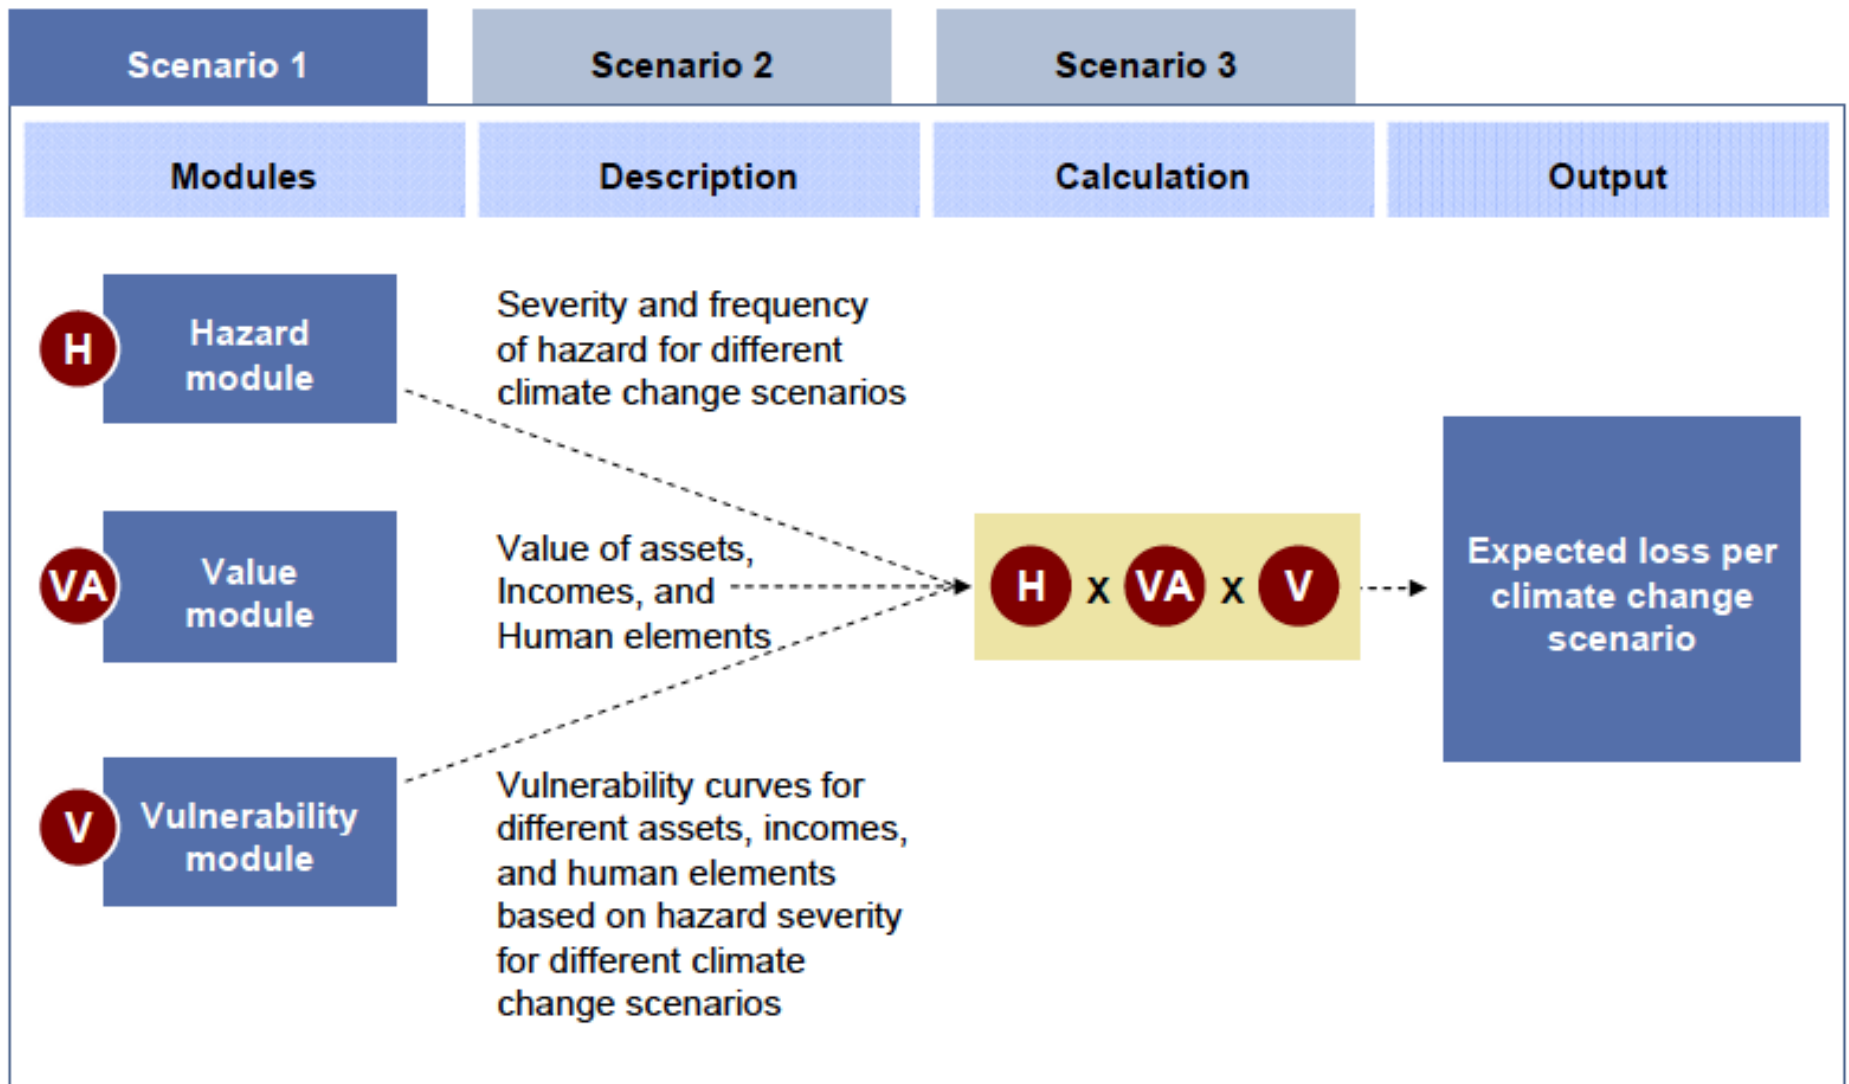 Scenario 1
Scenario 2
Scenario 3
Modules
Description
Calculation
Output
H
Hazard
module
Severity and frequency
of hazard for different
climate change scenarios
VA
Value
module
Value of assets,
Incomes, and
Human elements
H x VA x V
Expected loss per
climate change
scenario
V
Vulnerability
module
Vulnerability curves for
different assets, incomes,
and human elements
based on hazard severity
for different climate
change scenarios